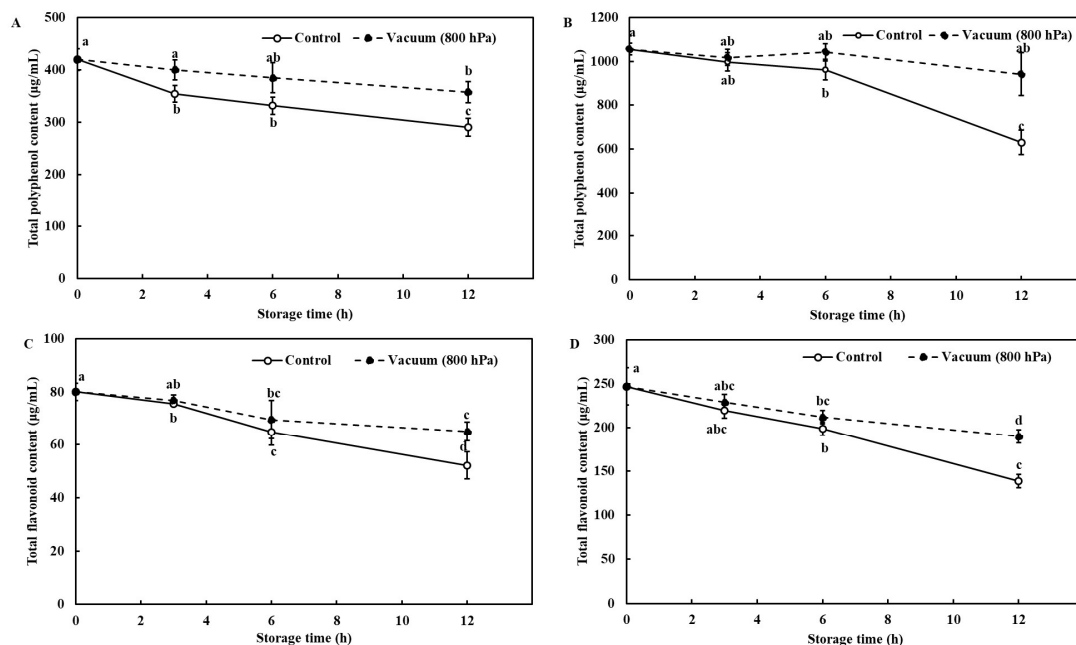 A
500
400
300
200
100
0
Total polyphenol content (µg/mL)
Control
Vacuum (800 hPa)
a
a
ab
b
b
b
c
0 2 4 6 8 10 12
Storage time (h)
B
1200
1000
800
600
400
200
0
Total polyphenol content (µg/mL)
Control
Vacuum (800 hPa)
a
ab
ab
ab
ab
b
c
0 2 4 6 8 10 12
Storage time (h)
C
100
80
60
40
20
0
Total flavonoid content (µg/mL)
Control
Vacuum (800 hPa)
a
ab
bc
c
b
c
d
0 2 4 6 8 10 12
Storage time (h)
D
300
250
200
150
100
50
0
Total flavonoid content (µg/mL)
Control
Vacuum (800 hPa)
a
abc
bc
d
abc
b
c
0 2 4 6 8 10 12
Storage time (h)